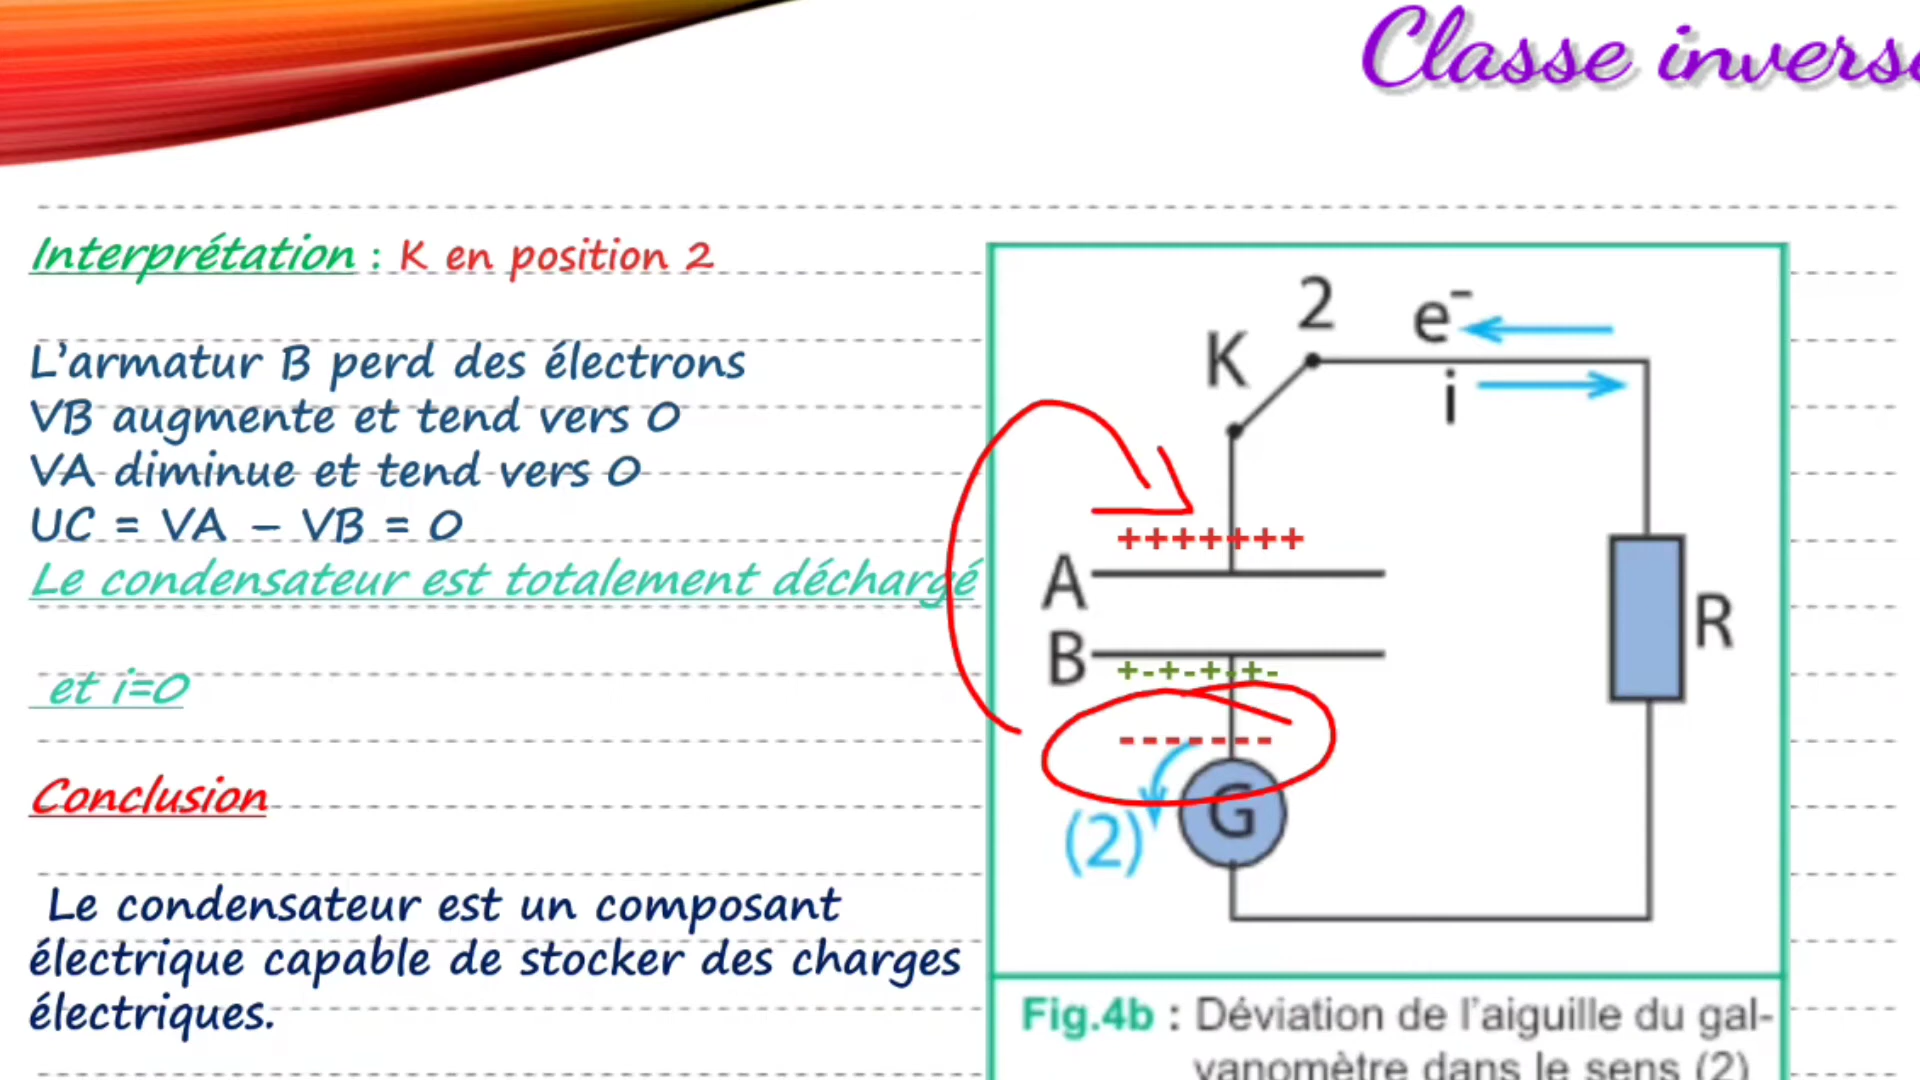 Classe invers
Interprétation : K en position 2
L’armatur B perd des électrons
VB augmente et tend vers 0
VA diminue et tend vers 0
UC = VA – VB = 0
Le condensateur est totalement déchargé
et i=0
Conclusion
Le condensateur est un composant
électrique capable de stocker des charges
électriques.
2
K
e⁻
i
+++++++
A
B
+-+-+-+-
-------
(2)
G
R
Fig.4b : Déviation de l’aiguille du gal-
vanomètre dans le sens (2)